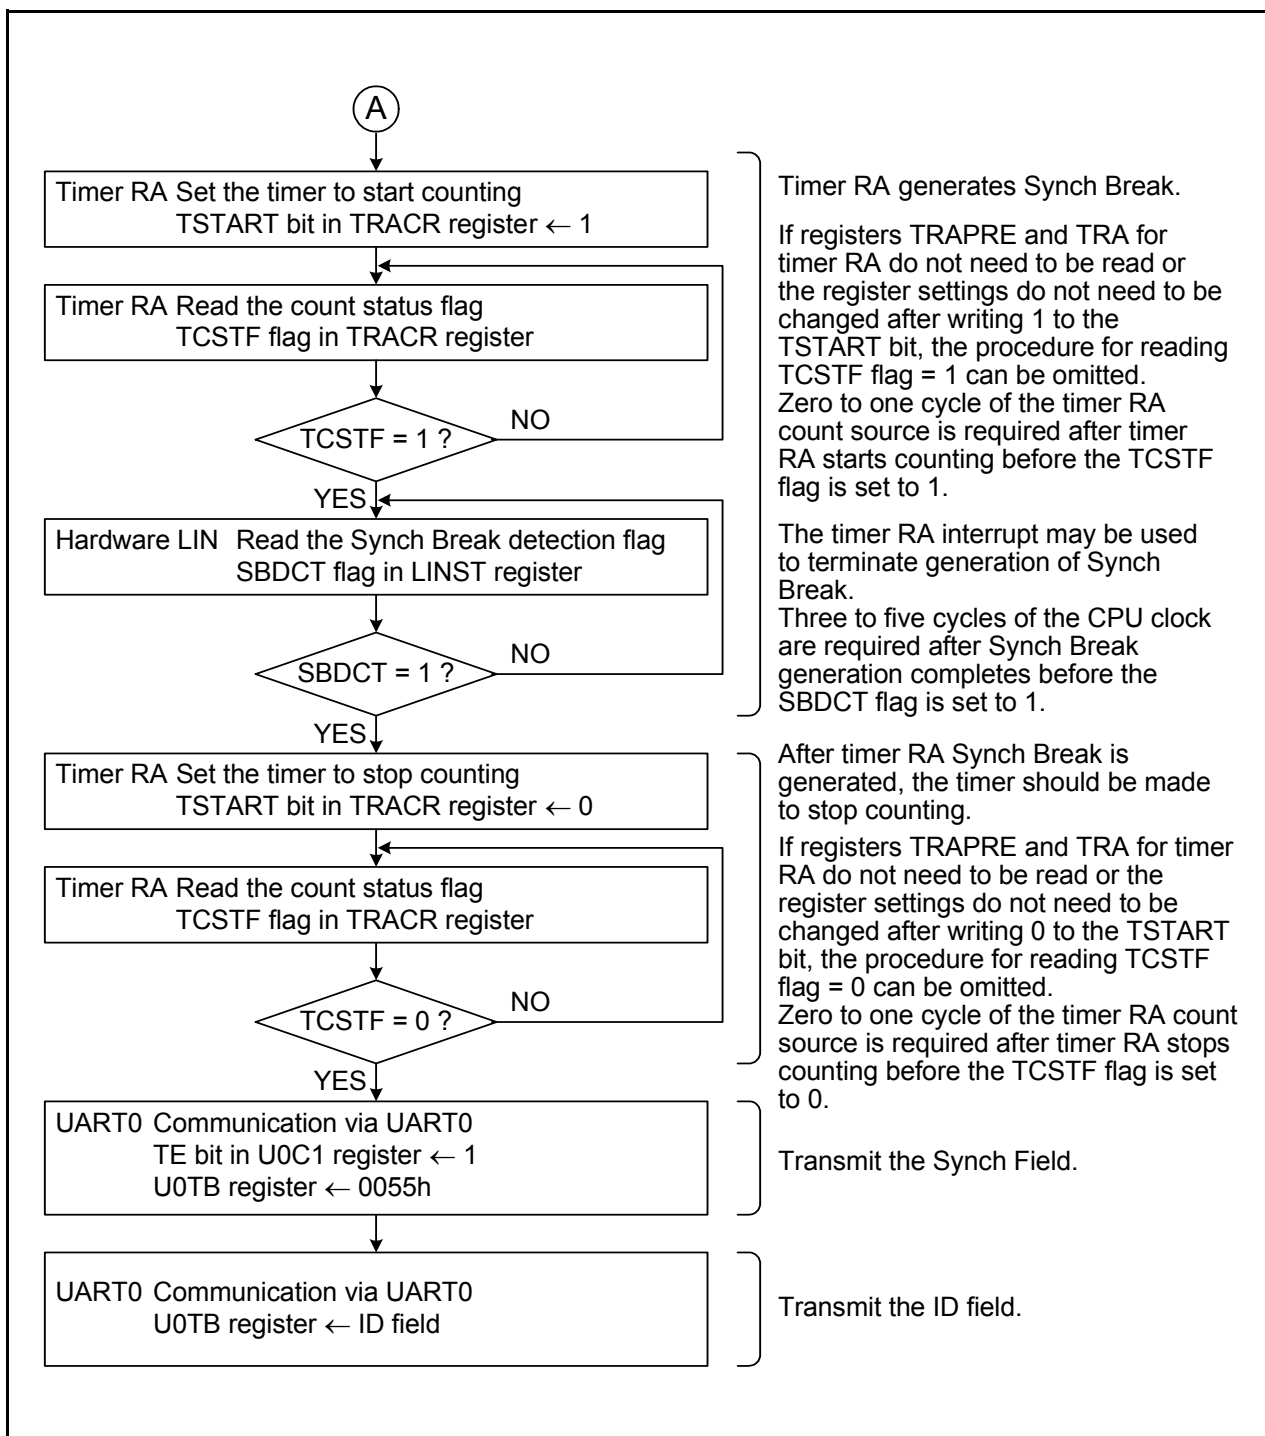 A
Timer RA Set the timer to start counting
TSTART bit in TRACR register ← 1
Timer RA Read the count status flag
TCSTF flag in TRACR register
TCSTF = 1 ?
NO
YES
Hardware LIN Read the Synch Break detection flag
SBDCT flag in LINST register
SBDCT = 1 ?
NO
YES
Timer RA generates Synch Break.
If registers TRAPRE and TRA for
timer RA do not need to be read or
the register settings do not need to be
changed after writing 1 to the
TSTART bit, the procedure for reading
TCSTF flag = 1 can be omitted.
Zero to one cycle of the timer RA
count source is required after timer
RA starts counting before the TCSTF
flag is set to 1.
The timer RA interrupt may be used
to terminate generation of Synch
Break.
Three to five cycles of the CPU clock
are required after Synch Break
generation completes before the
SBDCT flag is set to 1.
Timer RA Set the timer to stop counting
TSTART bit in TRACR register ← 0
Timer RA Read the count status flag
TCSTF flag in TRACR register
TCSTF = 0 ?
NO
YES
After timer RA Synch Break is
generated, the timer should be made
to stop counting.
If registers TRAPRE and TRA for timer
RA do not need to be read or the
register settings do not need to be
changed after writing 0 to the TSTART
bit, the procedure for reading TCSTF
flag = 0 can be omitted.
Zero to one cycle of the timer RA count
source is required after timer RA stops
counting before the TCSTF flag is set
to 0.
UART0 Communication via UART0
TE bit in U0C1 register ← 1
U0TB register ← 0055h
Transmit the Synch Field.
UART0 Communication via UART0
U0TB register ← ID field
Transmit the ID field.